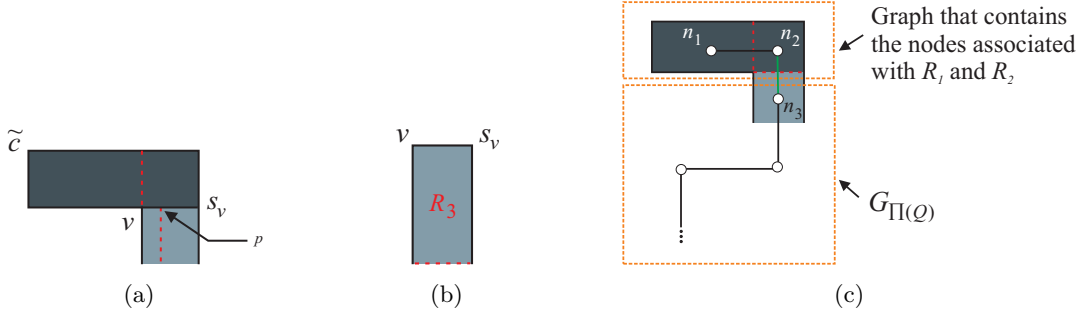 c̃
v
s_v
p
(a)
v
s_v
R_3
(b)
n_1
n_2
n_3
Graph that contains
the nodes associated
with R_1 and R_2
G_Π(Q)
(c)